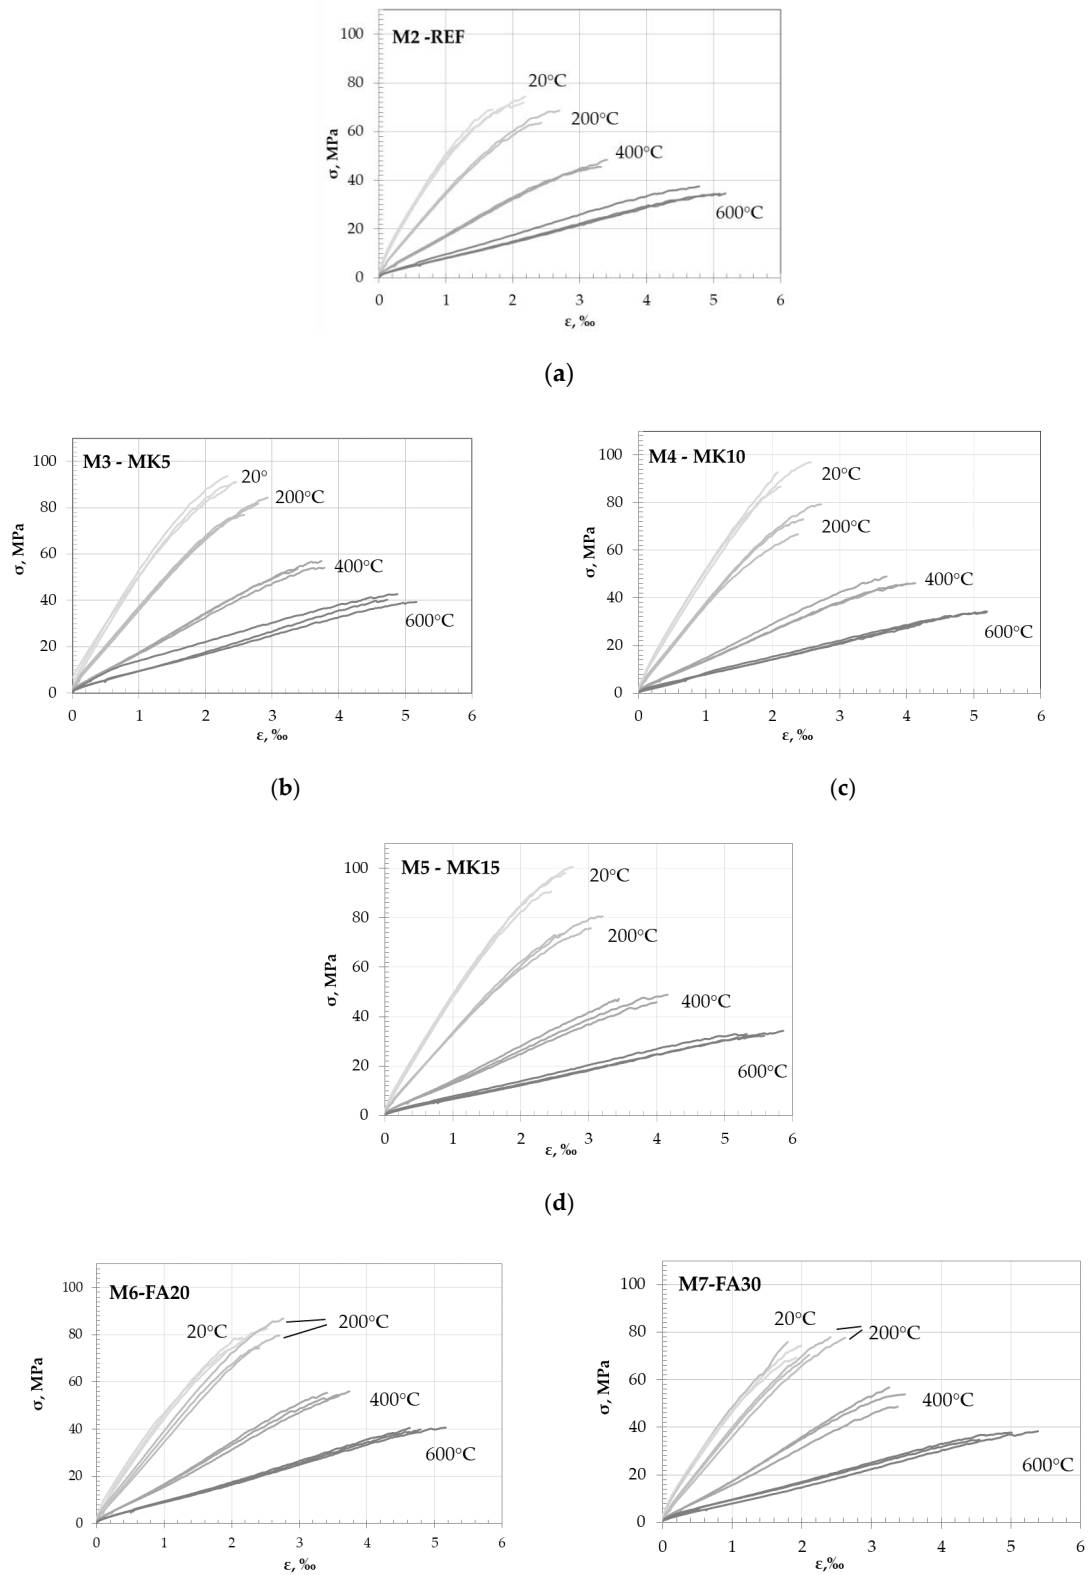 M2 -REF
100
80
60
40
20
0
σ, MPa
20°C
200°C
400°C
600°C
0 1 2 3 4 5 6
ε, ‰
(a)
M3 - MK5
100
80
60
40
20
0
σ, MPa
20°
200°C
400°C
600°C
0 1 2 3 4 5 6
ε, ‰
(b)
M4 - MK10
100
80
60
40
20
0
σ, MPa
20°C
200°C
400°C
600°C
0 1 2 3 4 5 6
ε, ‰
(c)
M5 - MK15
100
80
60
40
20
0
σ, MPa
20°C
200°C
400°C
600°C
0 1 2 3 4 5 6
ε, ‰
(d)
M6-FA20
100
80
60
40
20
0
σ, MPa
20°C
200°C
400°C
600°C
0 1 2 3 4 5 6
ε, ‰
M7-FA30
100
80
60
40
20
0
σ, MPa
20°C
200°C
400°C
600°C
0 1 2 3 4 5 6
ε,‰